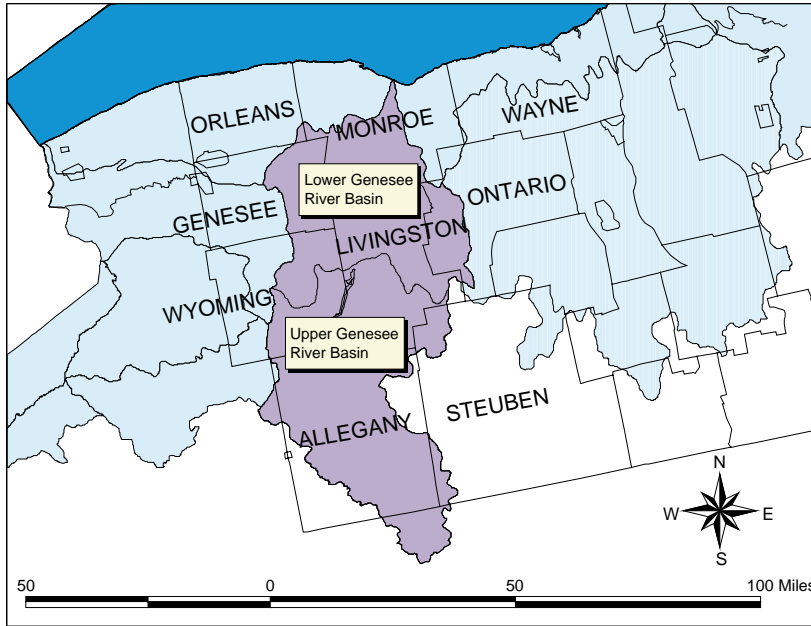 ORLEANS
MONROE
WAYNE
Lower Genesee
River Basin
ONTARIO
GENESEE
LIVINGSTON
WYOMING
Upper Genesee
River Basin
STEUBEN
ALLEGANY
N
W
E
S
50
0
50
100 Miles